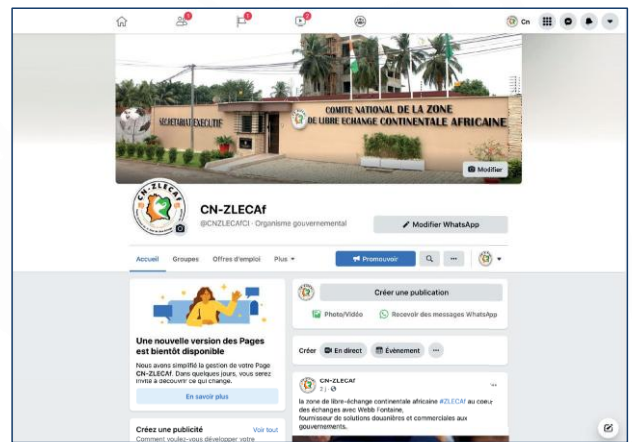 Cn
SECRETARIAT EXECUTIF
COMITE NATIONAL DE LA ZONE
DE LIBRE ECHANGE CONTINENTALE AFRICAINE
Modifier
CN-ZLECAf
CN-ZLECAf
@CNZLECAfCI · Organisme gouvernemental
Modifier WhatsApp
Accueil Groupes Offres d'emploi Plus
Promouvoir
Créer une publication
Photo/Vidéo Recevoir des messages WhatsApp
Une nouvelle version des Pages
est bientôt disponible
Nous avons simplifié la gestion de votre Page
CN-ZLECAf. Dans quelques jours, vous serez
invité à découvrir ce qui change.
En savoir plus
Créer En direct Évènement
CN-ZLECAf
2 j
la zone de libre-échange continentale africaine #ZLECAf au coeur
des échanges avec Webb Fontaine,
fournisseur de solutions douanières et commerciales aux
gouvernements.
Créez une publicité Voir tout
Comment voulez-vous développer votre